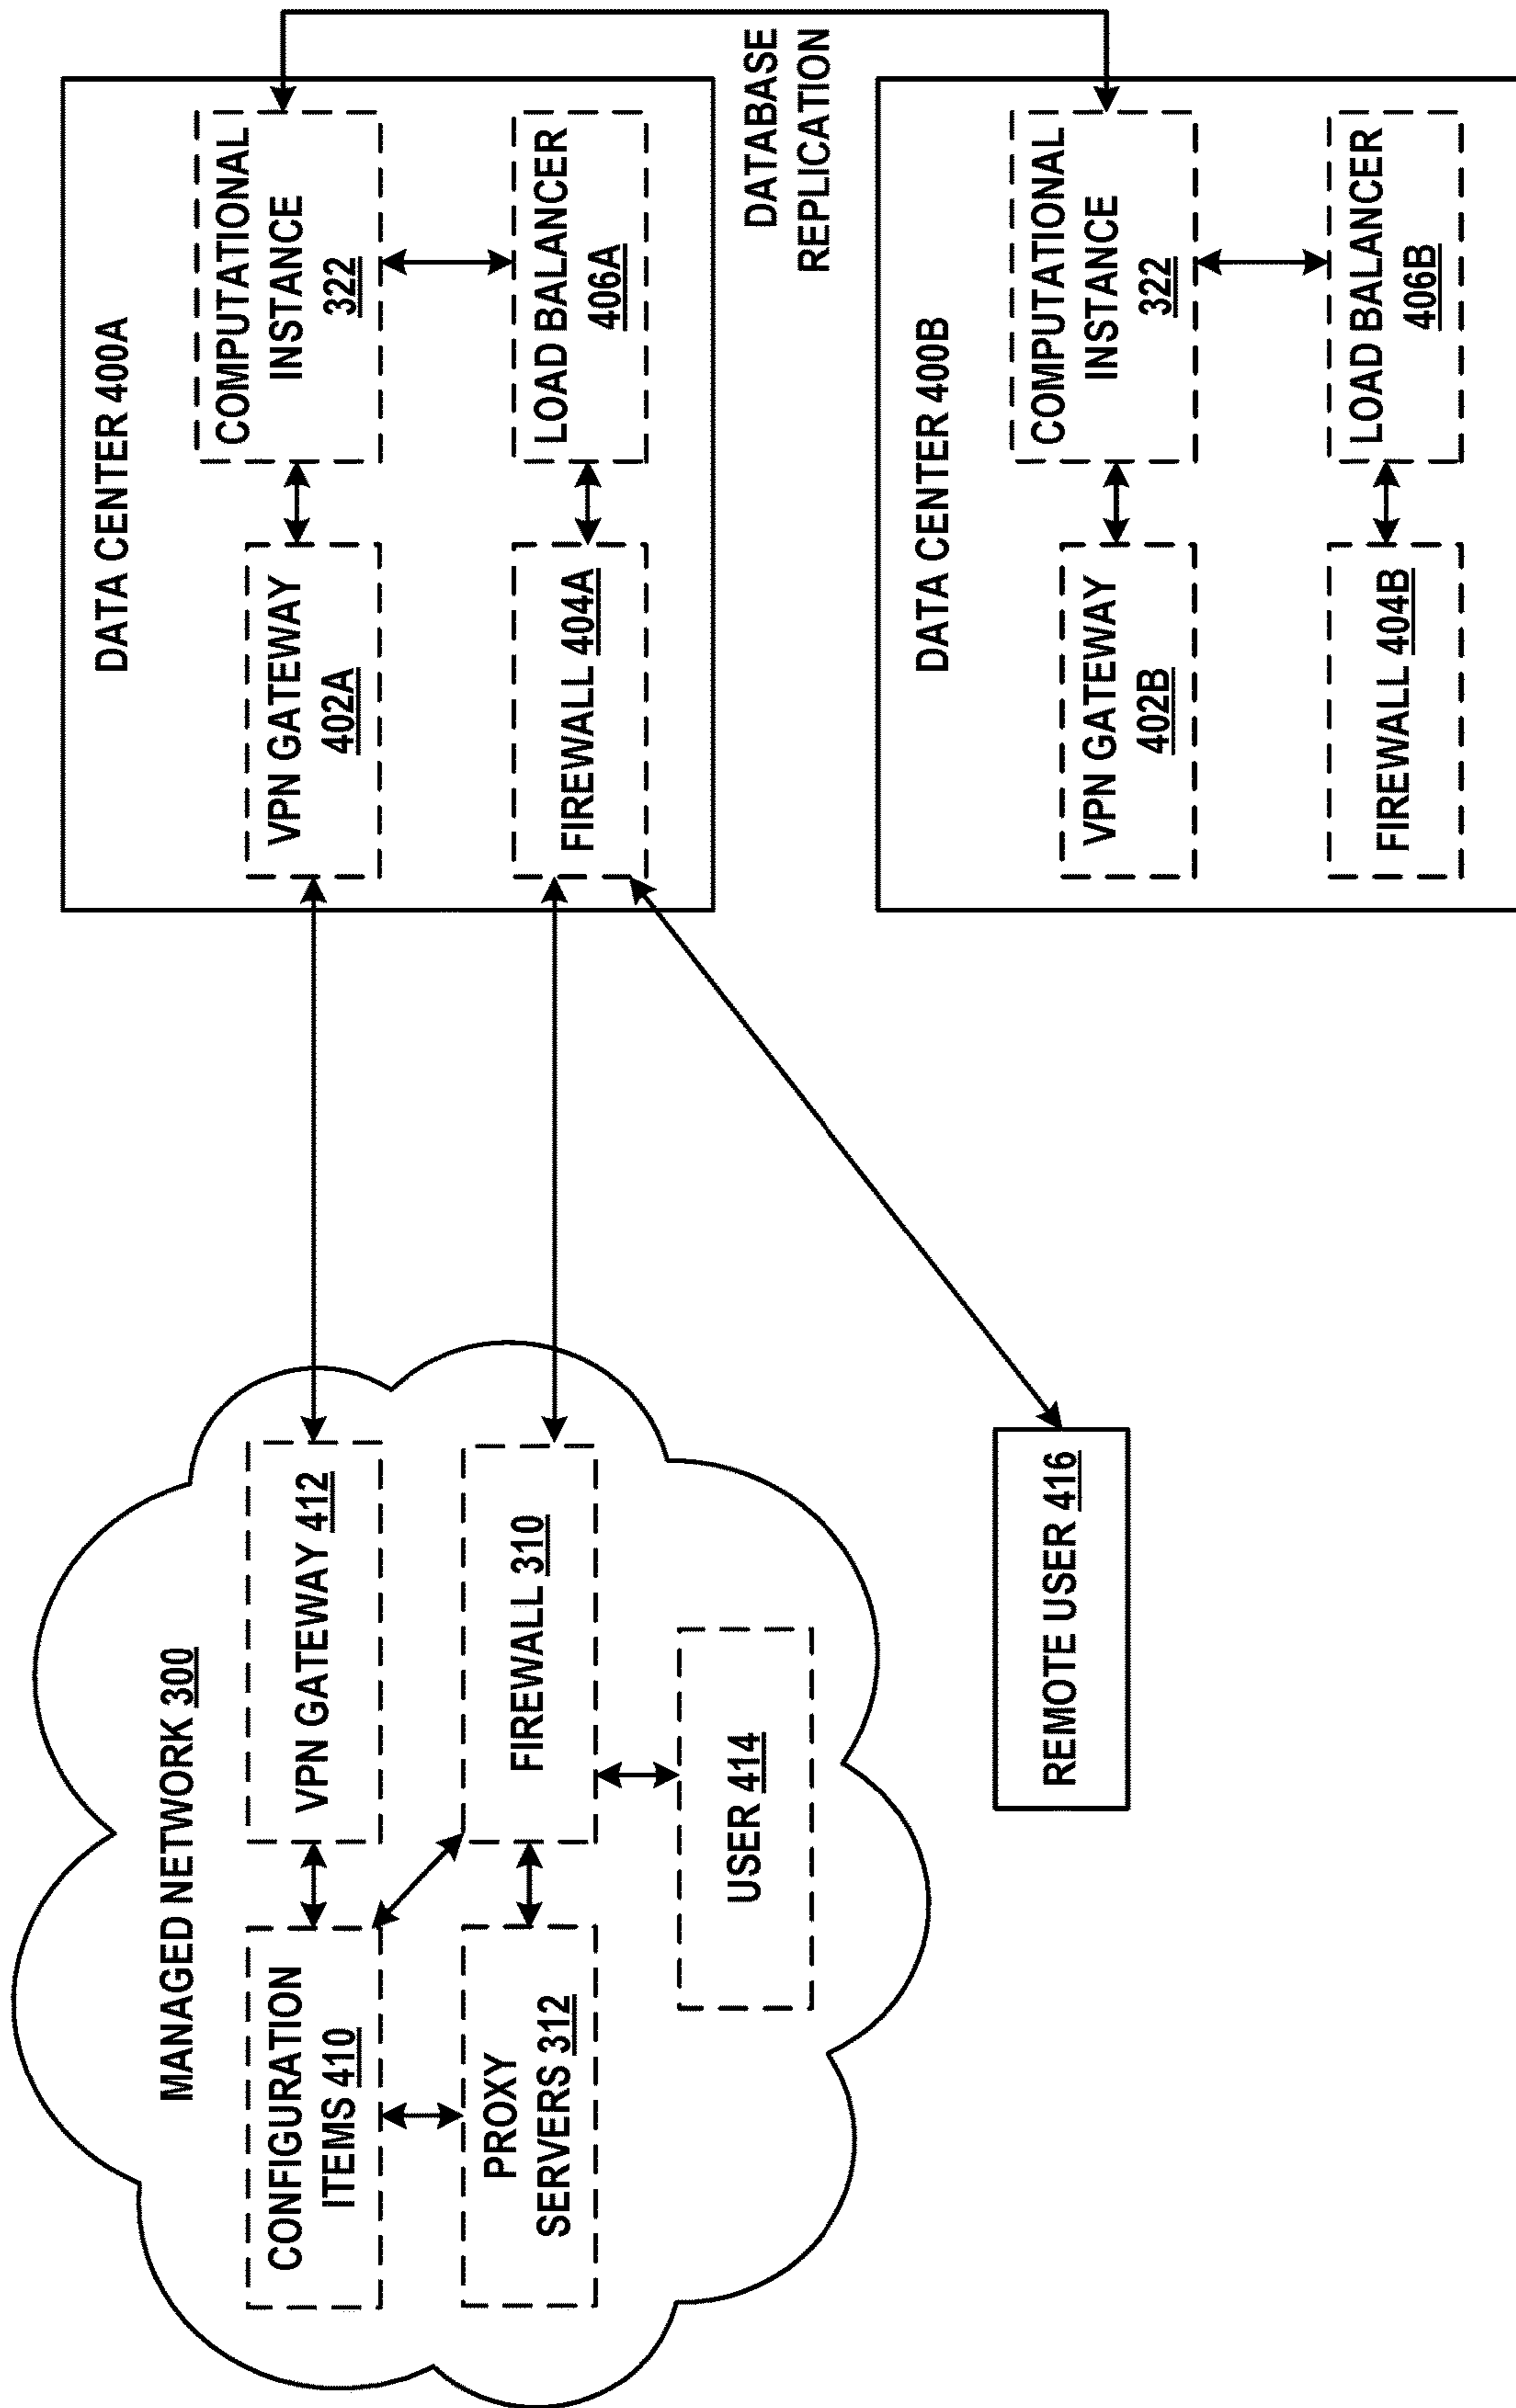 MANAGED NETWORK 300
CONFIGURATION
ITEMS 410
VPN GATEWAY 412
PROXY
SERVERS 312
FIREWALL 310
USER 414
REMOTE USER 416
DATA CENTER 400A
VPN GATEWAY
402A
COMPUTATIONAL
INSTANCE
322
FIREWALL 404A
LOAD BALANCER
406A
DATABASE
REPLICATION
DATA CENTER 400B
VPN GATEWAY
402B
COMPUTATIONAL
INSTANCE
322
FIREWALL 404B
LOAD BALANCER
406B